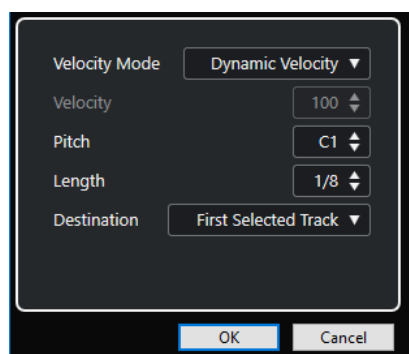 Velocity Mode Dynamic Velocity ▼
Velocity 100
Pitch C1
Length 1/8
Destination First Selected Track ▼
OK Cancel